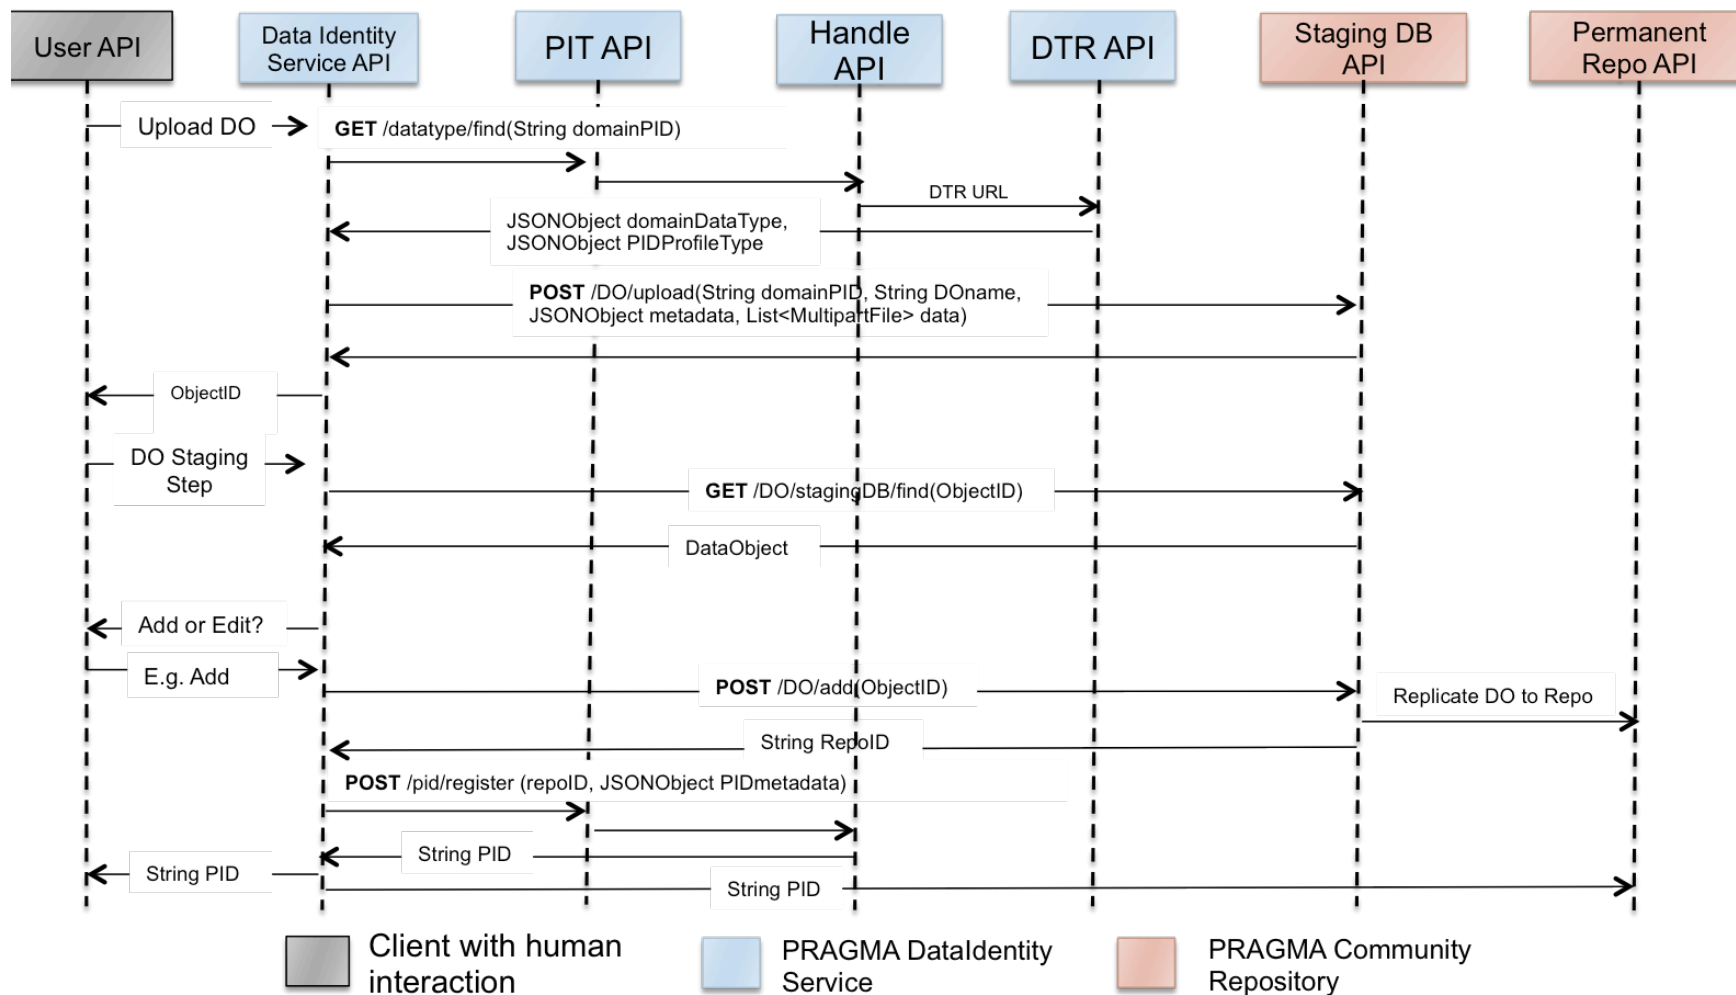 User API
Data Identity
Service API
PIT API
Handle
API
DTR API
Staging DB
API
Permanent
Repo API
Upload DO
GET /datatype/find(String domainPID)
DTR URL
JSONObject domainDataType,
JSONObject PIDProfileType
POST /DO/upload(String domainPID, String DOname,
JSONObject metadata, List<MultipartFile> data)
ObjectID
DO Staging
Step
GET /DO/stagingDB/find(ObjectID)
DataObject
Add or Edit?
E.g. Add
POST /DO/add(ObjectID)
Replicate DO to Repo
String RepoID
POST /pid/register (repoID, JSONObject PIDmetadata)
String PID
String PID
String PID
Client with human
interaction
PRAGMA DataIdentity
Service
PRAGMA Community
Repository